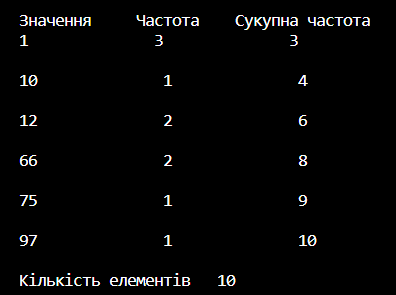 Значення Частота Сукупна частота
1 3 3
10 1 4
12 2 6
66 2 8
75 1 9
97 1 10
Кількість елементів 10